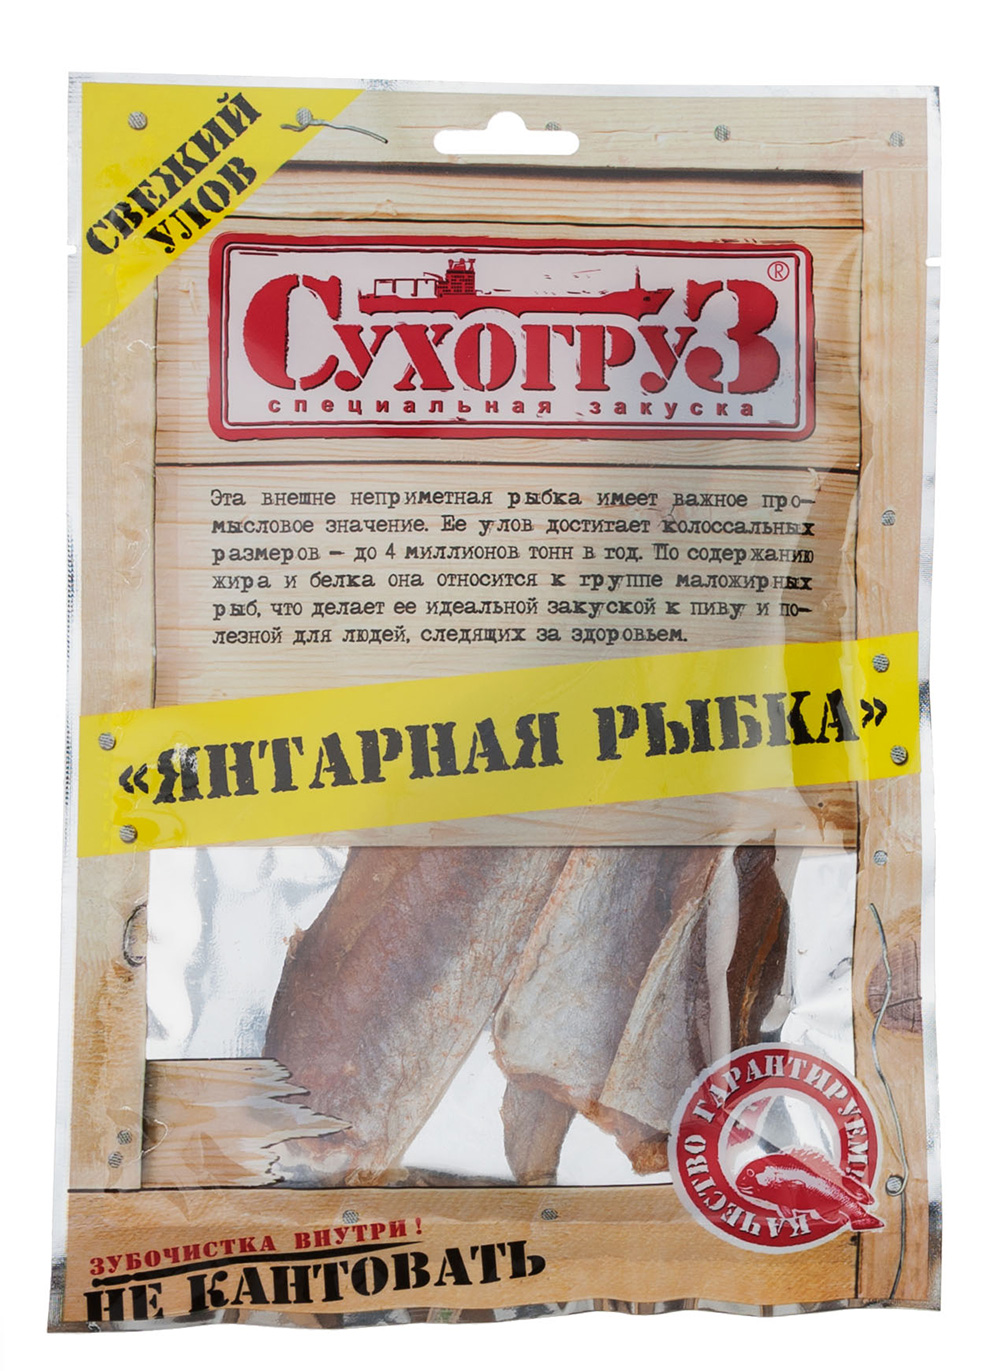 СВЕЖИЙ
УЛОВ
СУХОГРУЗ®
специальная закуска
Эта внешне неприметная рыбка имеет важное про-
мысловое значение. Ее улов достигает колоссальных
размеров - до 4 миллионов тонн в год. По содержанию
жира и белка она относится к группе маложирных
рыб, что делает ее идеальной закуской к пиву и по-
лезной для людей, следящих за здоровьем.
«ЯНТАРНАЯ РЫБКА»
КАЧЕСТВО ГАРАНТИРУЕМ!
ЗУБОЧИСТКА ВНУТРИ!
НЕ КАНТОВАТЬ